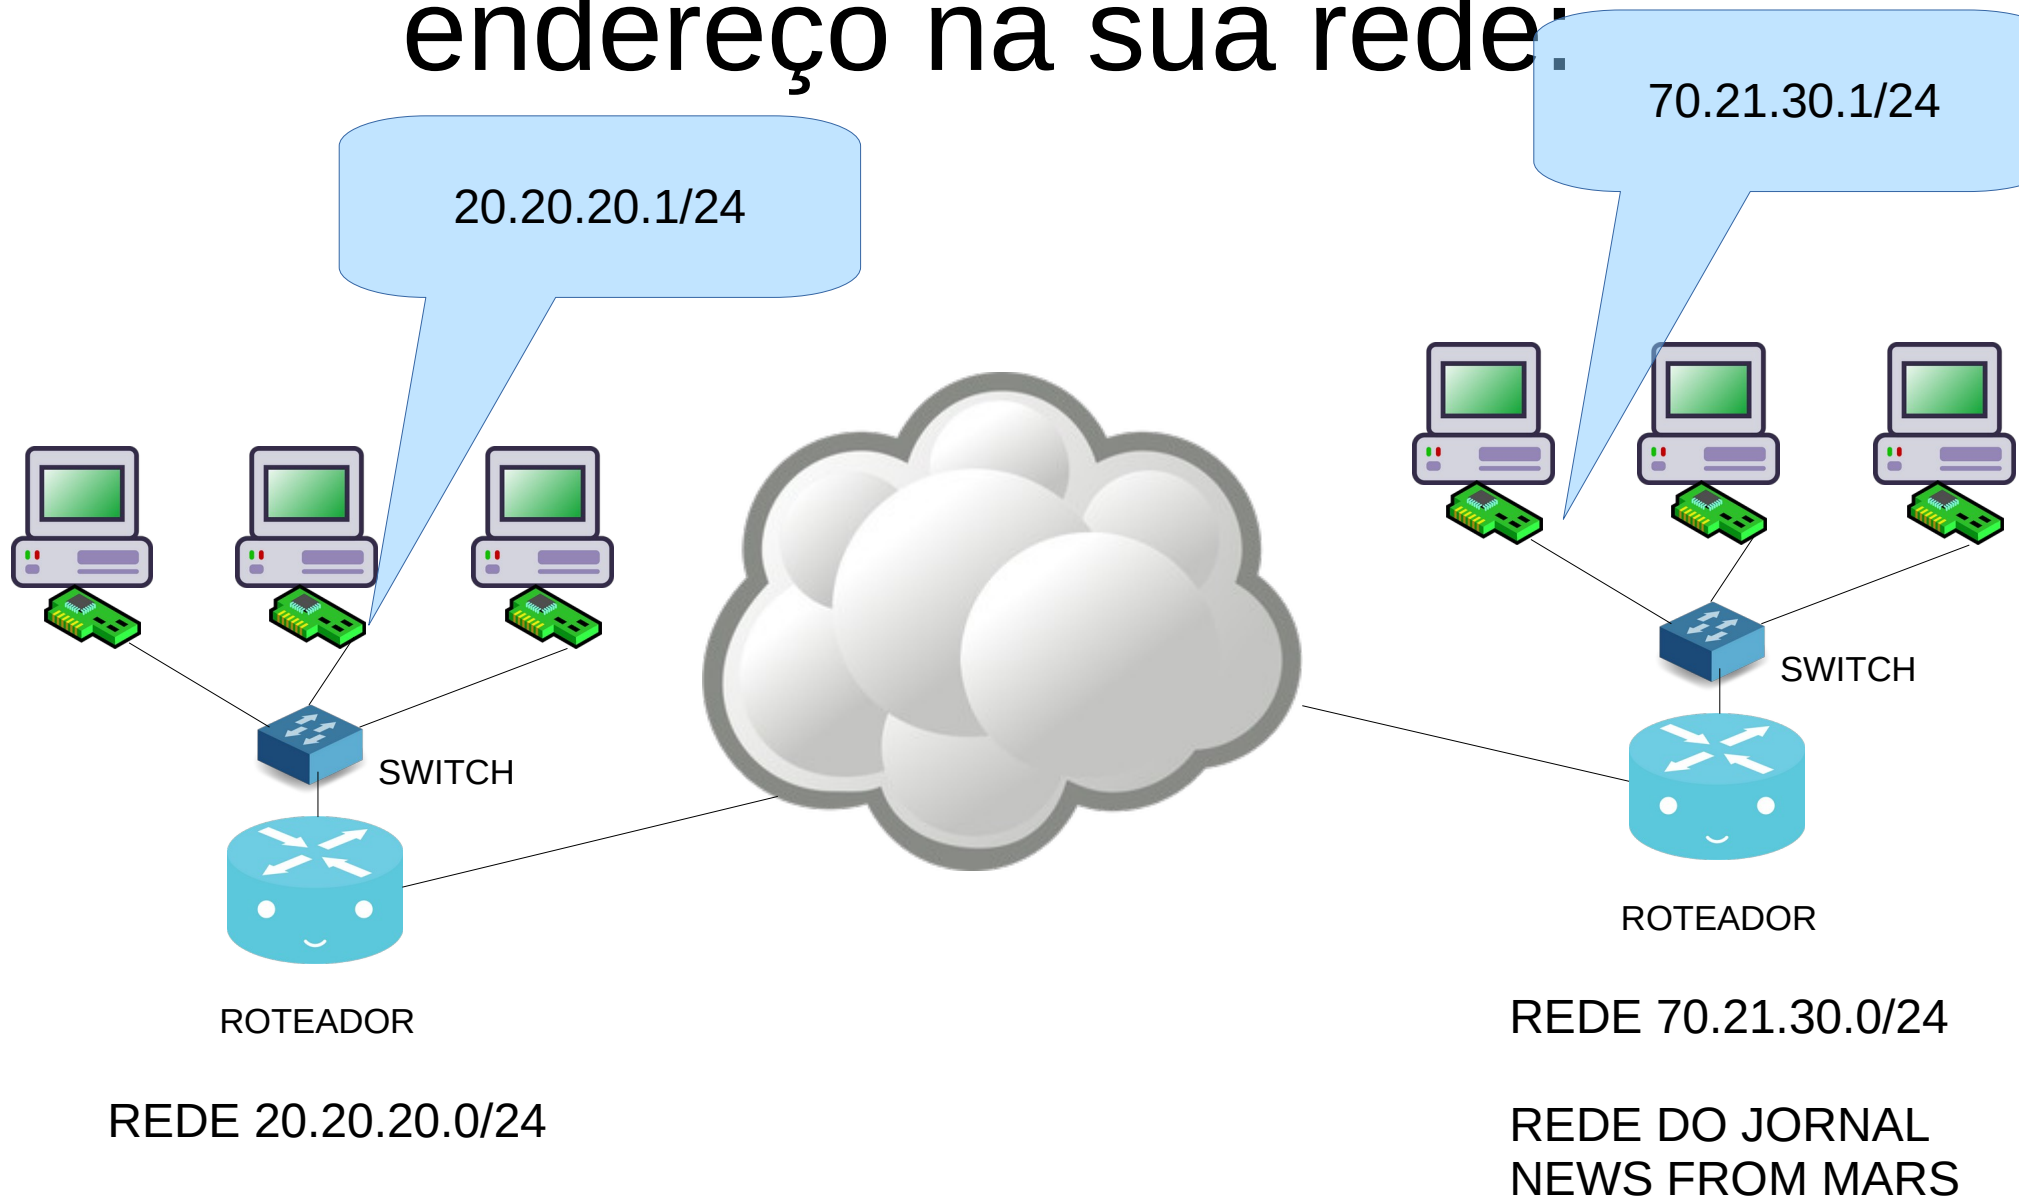 endereço na sua rede:
70.21.30.1/24
20.20.20.1/24
SWITCH
SWITCH
ROTEADOR
ROTEADOR
REDE 70.21.30.0/24
REDE 20.20.20.0/24
REDE DO JORNAL
NEWS FROM MARS